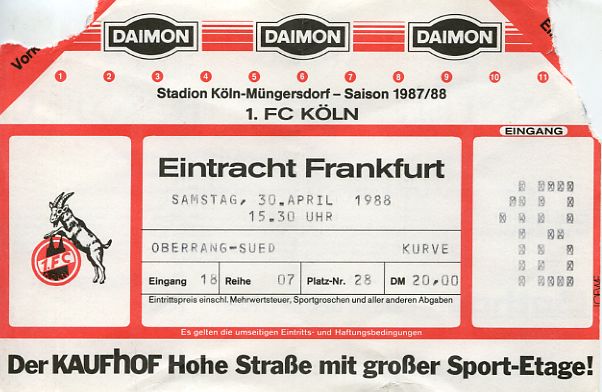 Vork
DAIMON DAIMON DAIMON
1 2 3 4 5 6 7 8 9 10 11
Stadion Köln-Müngersdorf – Saison 1987/88
1. FC KÖLN
EINGANG
Eintracht Frankfurt
SAMSTAG, 30.APRIL 1988
15.30 UHR
OBERRANG-SUED KURVE
1.FC
KÖLN
Eingang 18 Reihe 07 Platz-Nr. 28 DM 20,00
Eintrittspreis einschl. Mehrwertsteuer, Sportgroschen und aller anderen Abgaben
LOEWE
Es gelten die umseitigen Eintritts- und Haftungsbedingungen
Der KAUFhOF Hohe Straße mit großer Sport-Etage!